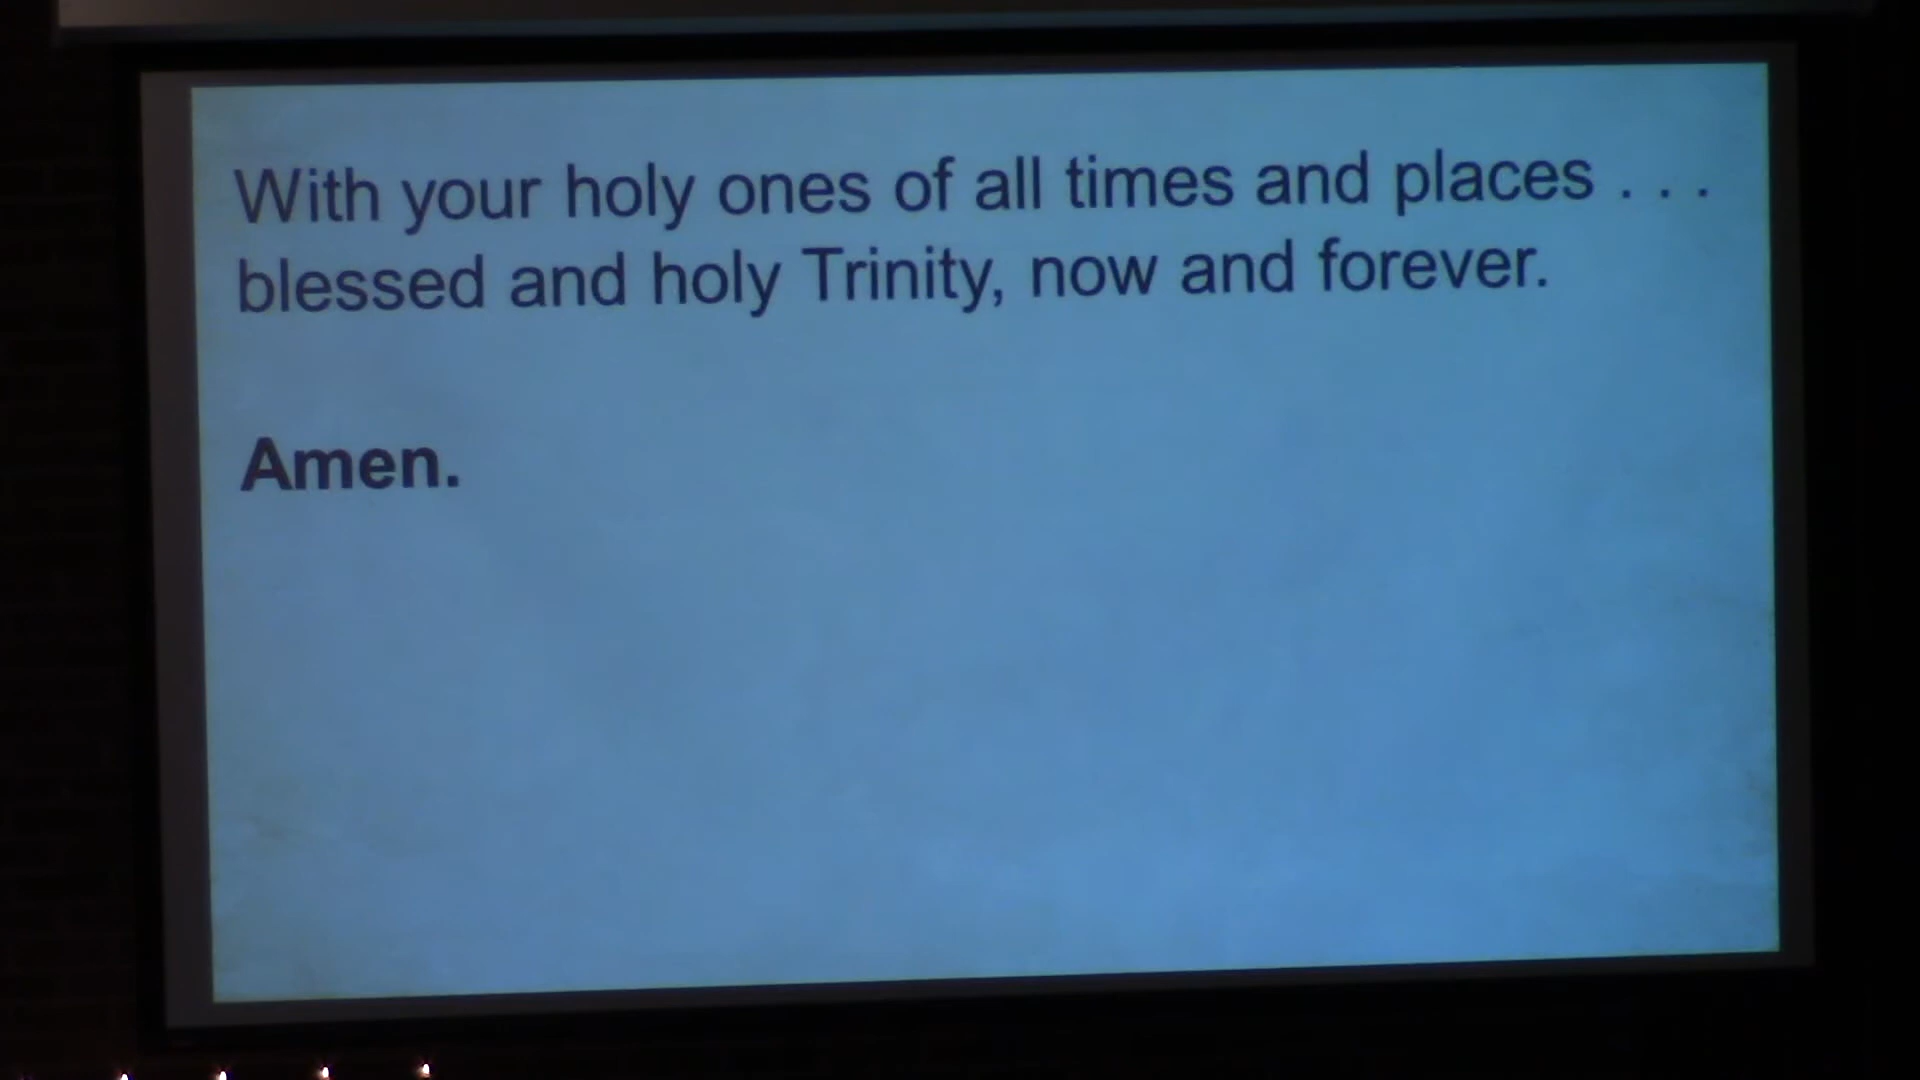 With your holy ones of all times and places . . .
blessed and holy Trinity, now and forever.
Amen.